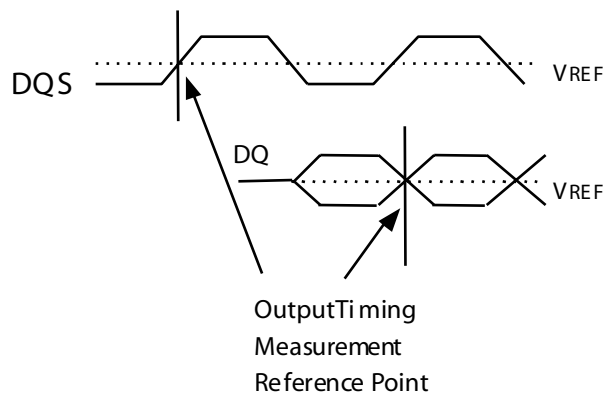 DQS
VREF
DQ
VREF
OutputTiming
Measurement
Reference Point